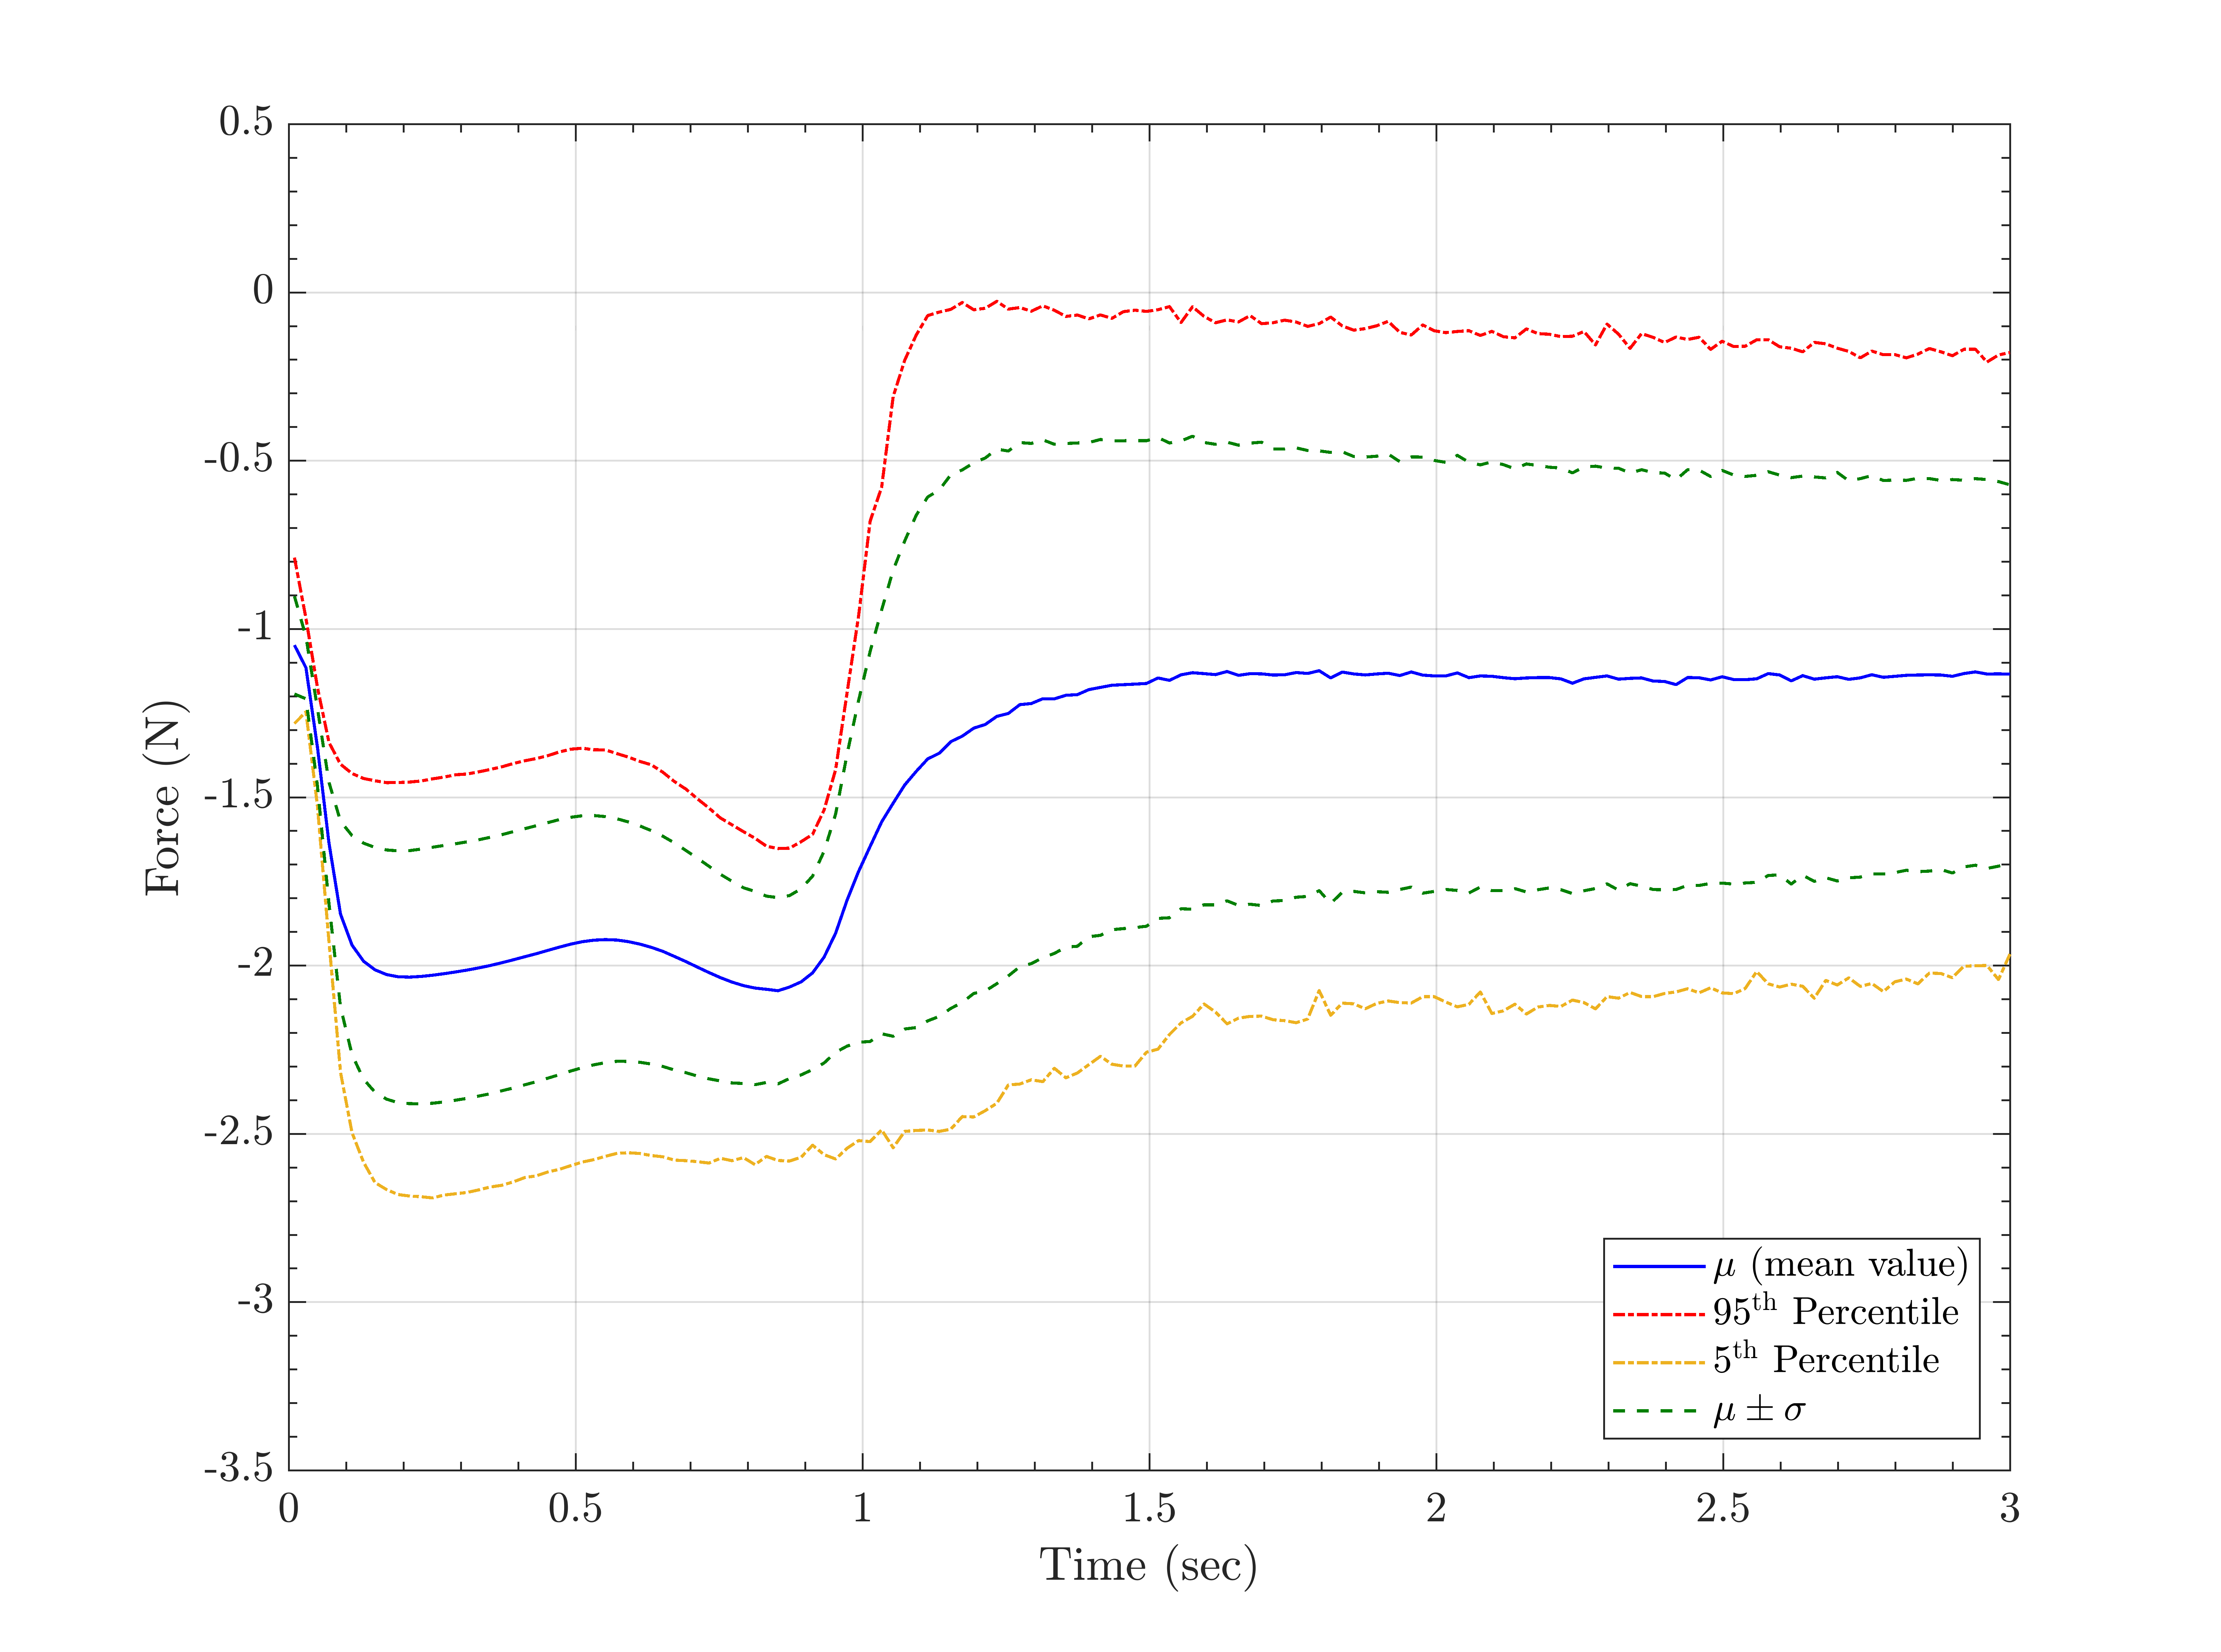 0.5
0
-0.5
-1
-1.5
-2
-2.5
-3
-3.5
0 0.5 1 1.5 2 2.5 3
Force (N)
Time (sec)
μ (mean value)
95th Percentile
5th Percentile
μ ± σ